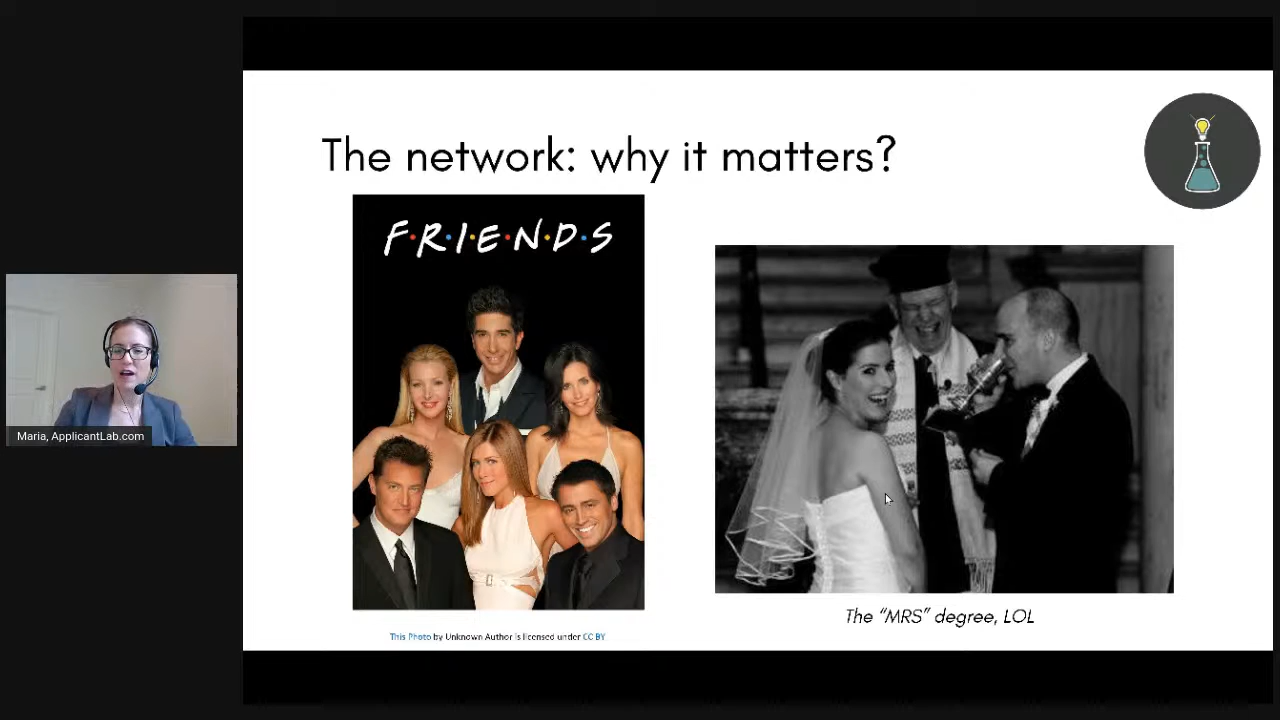 The network: why it matters?
F•R•I•E•N•D•S
Maria, ApplicantLab.com
The “MRS” degree, LOL
This Photo by Unknown Author is licensed under CC BY